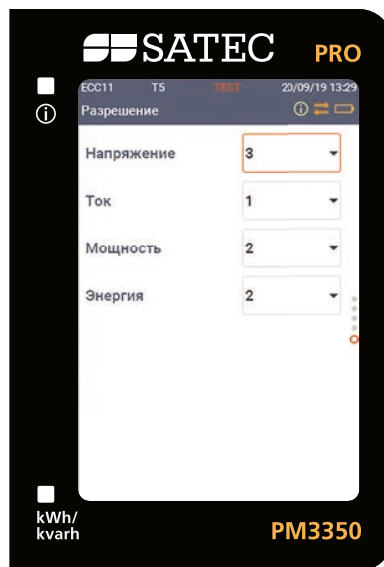 SATEC PRO
ECC11 T5 TEST 20/09/19 13:29
Разрешение
Напряжение 3
Ток 1
Мощность 2
Энергия 2
kWh/
kvarh
PM3350